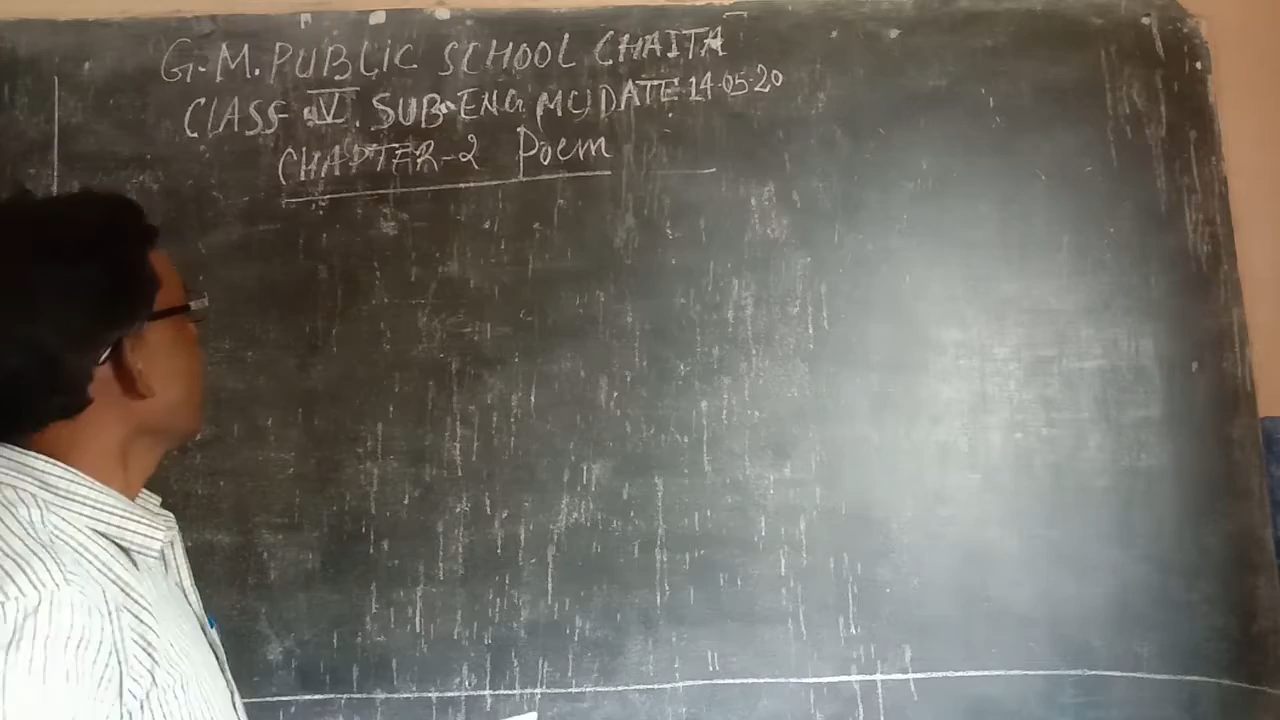 G.M. PUBLIC SCHOOL CHAITA
CLASS-IV. SUB-ENG MCJ DATE-14-05-20
CHAPTER-2 Poem